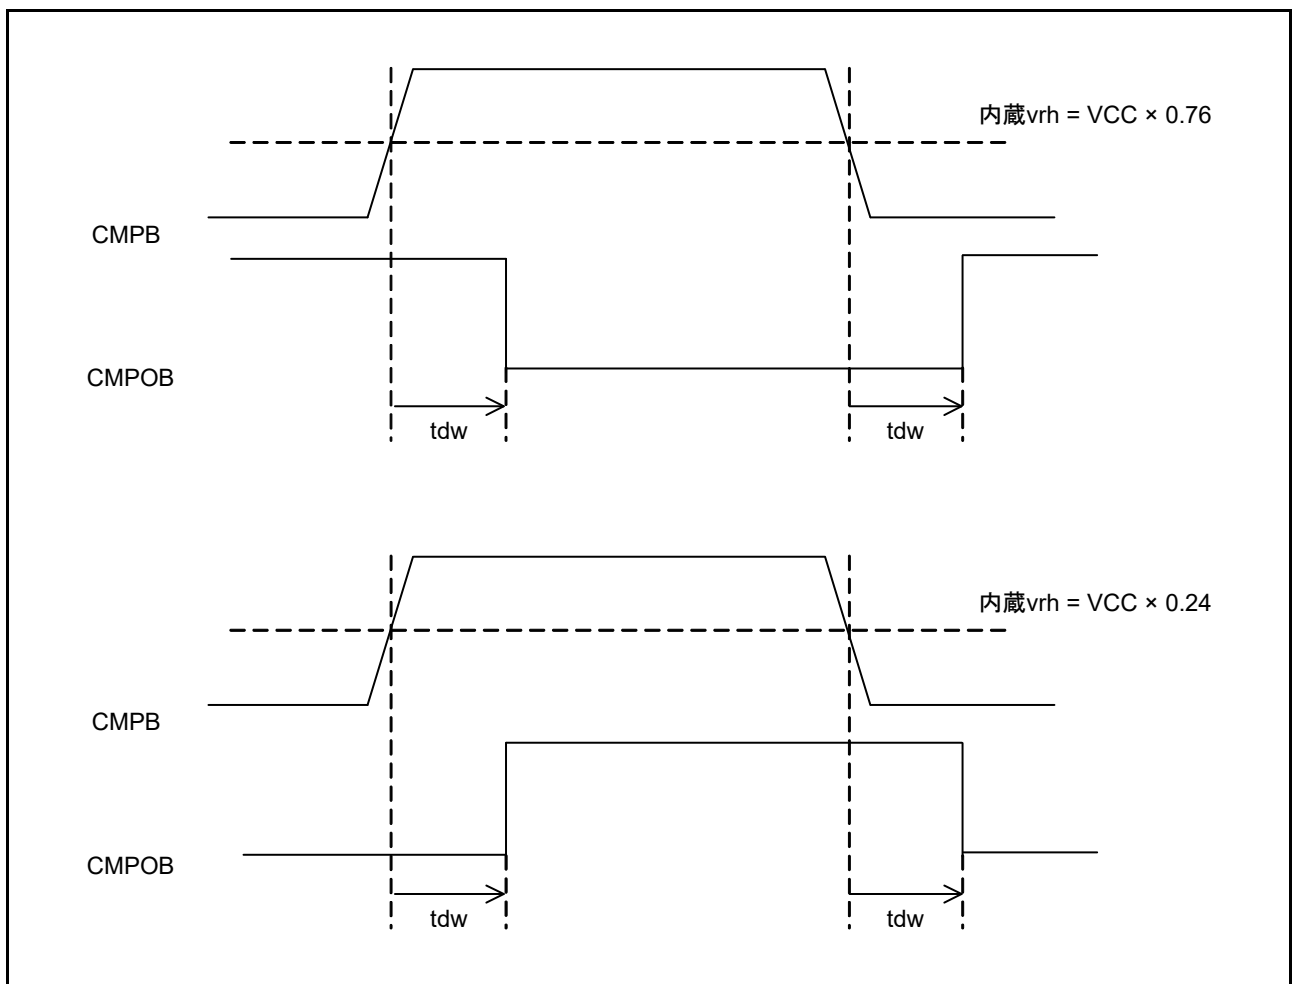 内蔵vrh = VCC × 0.76
CMPB
CMPOB
tdw
tdw
内蔵vrh = VCC × 0.24
CMPB
CMPOB
tdw
tdw